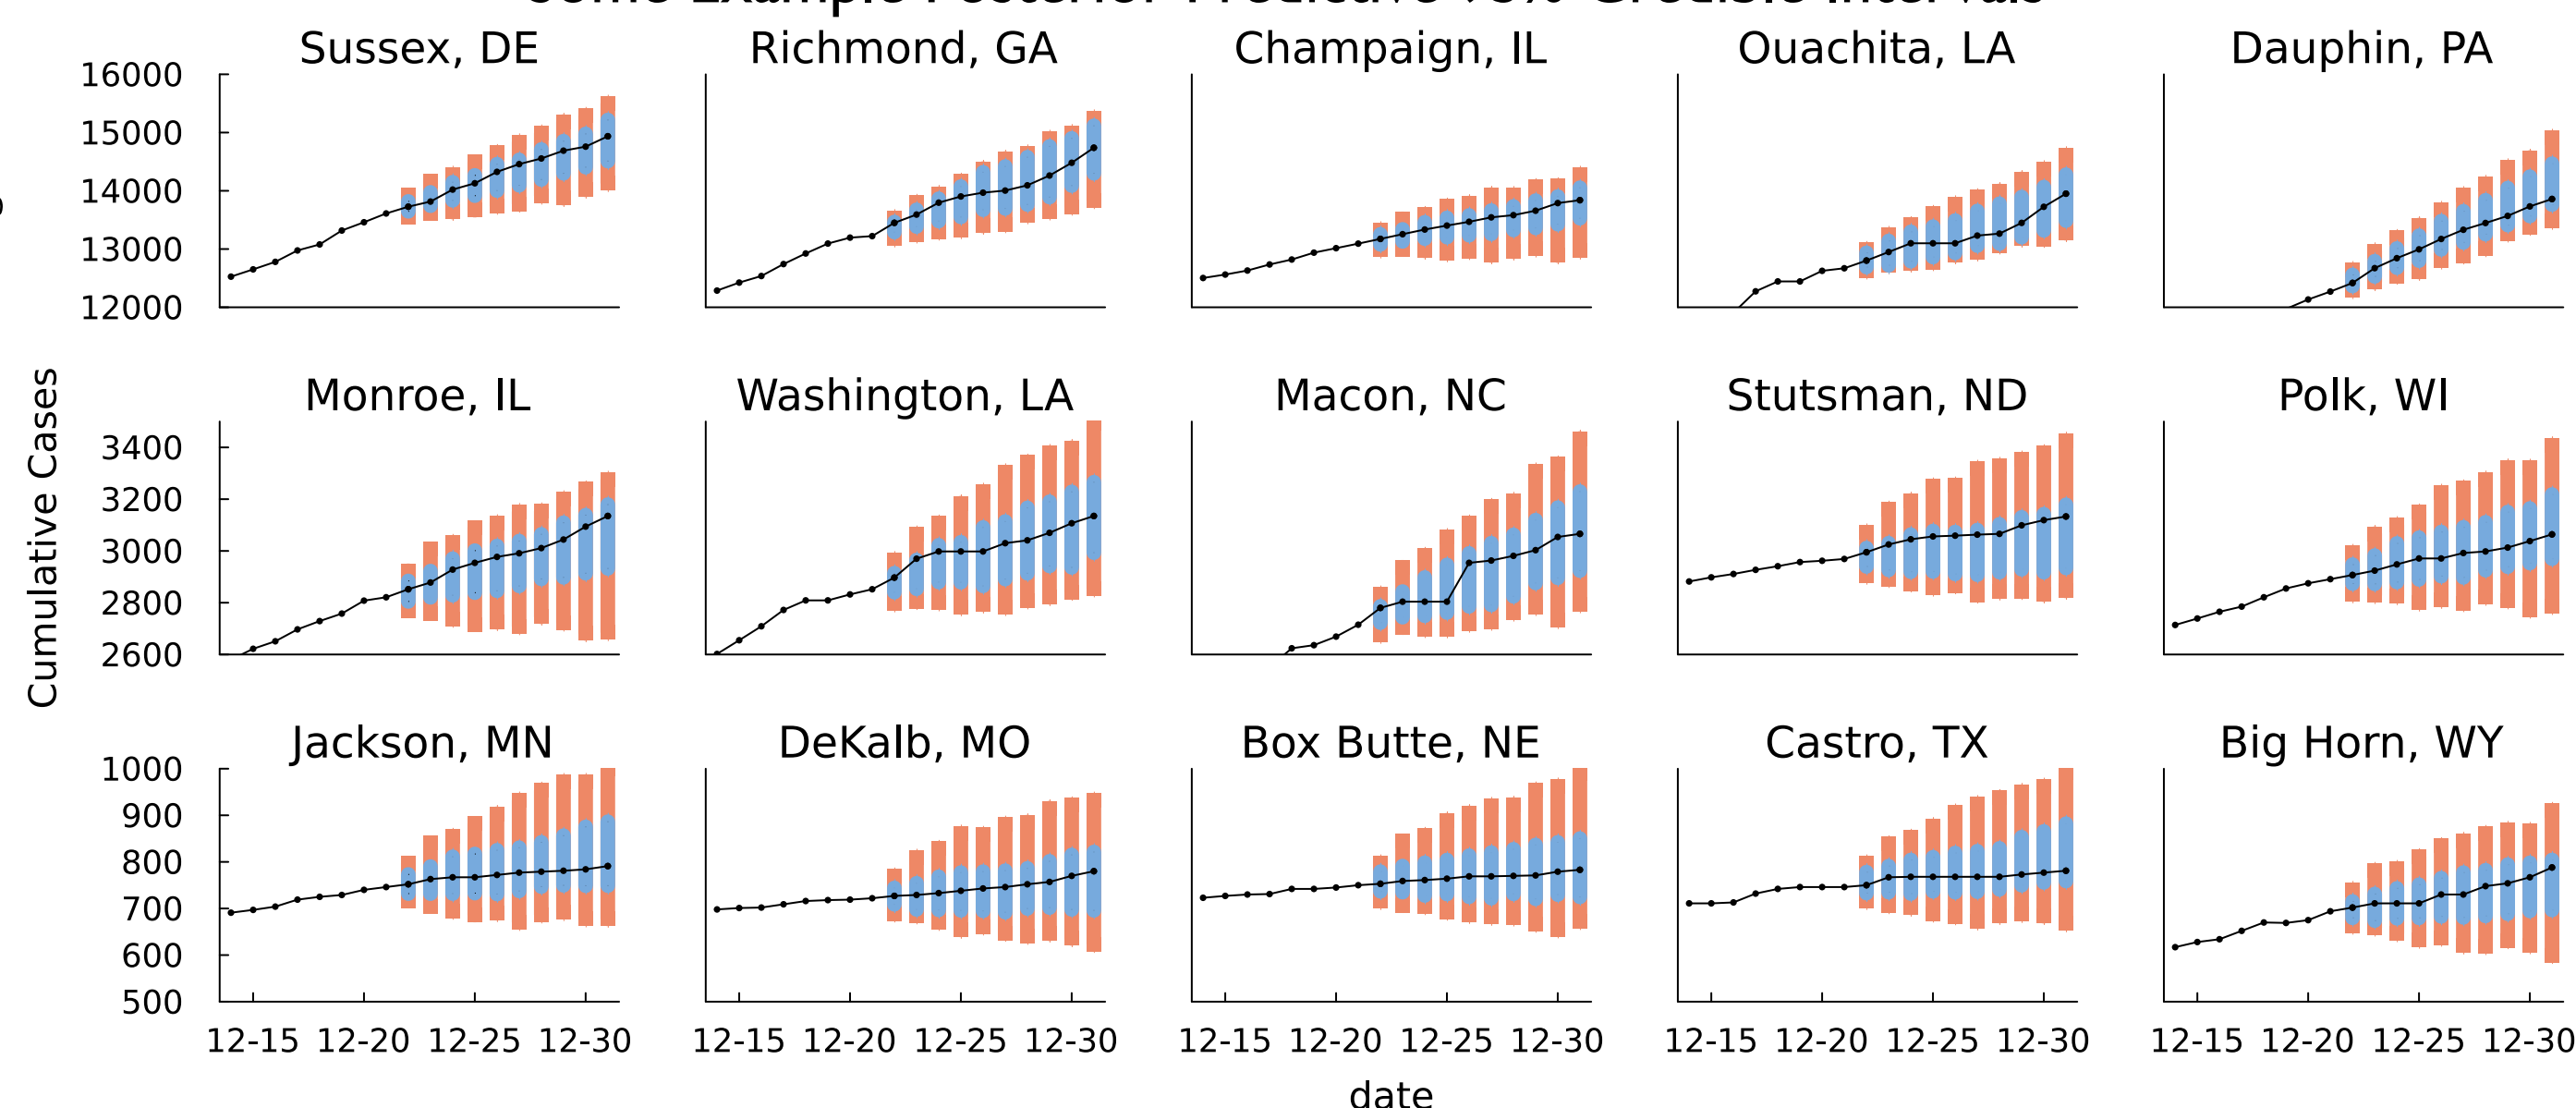 Sussex, DE
Richmond, GA
Champaign, IL
Ouachita, LA
Dauphin, PA
16000
15000
14000
13000
12000
Cumulative Cases
Monroe, IL
Washington, LA
Macon, NC
Stutsman, ND
Polk, WI
3400
3200
3000
2800
2600
Jackson, MN
DeKalb, MO
Box Butte, NE
Castro, TX
Big Horn, WY
1000
900
800
700
600
500
12-15 12-20 12-25 12-30
12-15 12-20 12-25 12-30
12-15 12-20 12-25 12-30
12-15 12-20 12-25 12-30
12-15 12-20 12-25 12-30
date